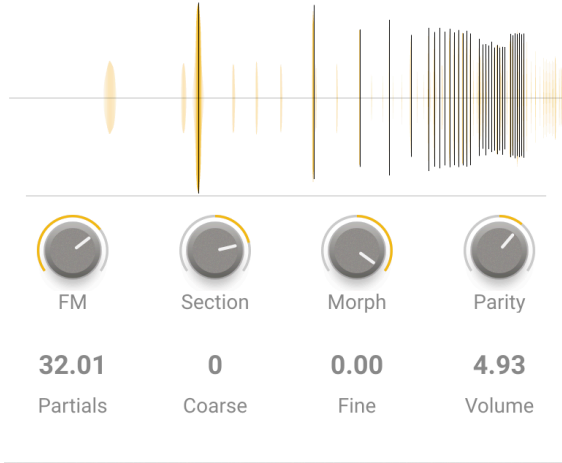 FM Section Morph Parity
32.01 0 0.00 4.93
Partials Coarse Fine Volume